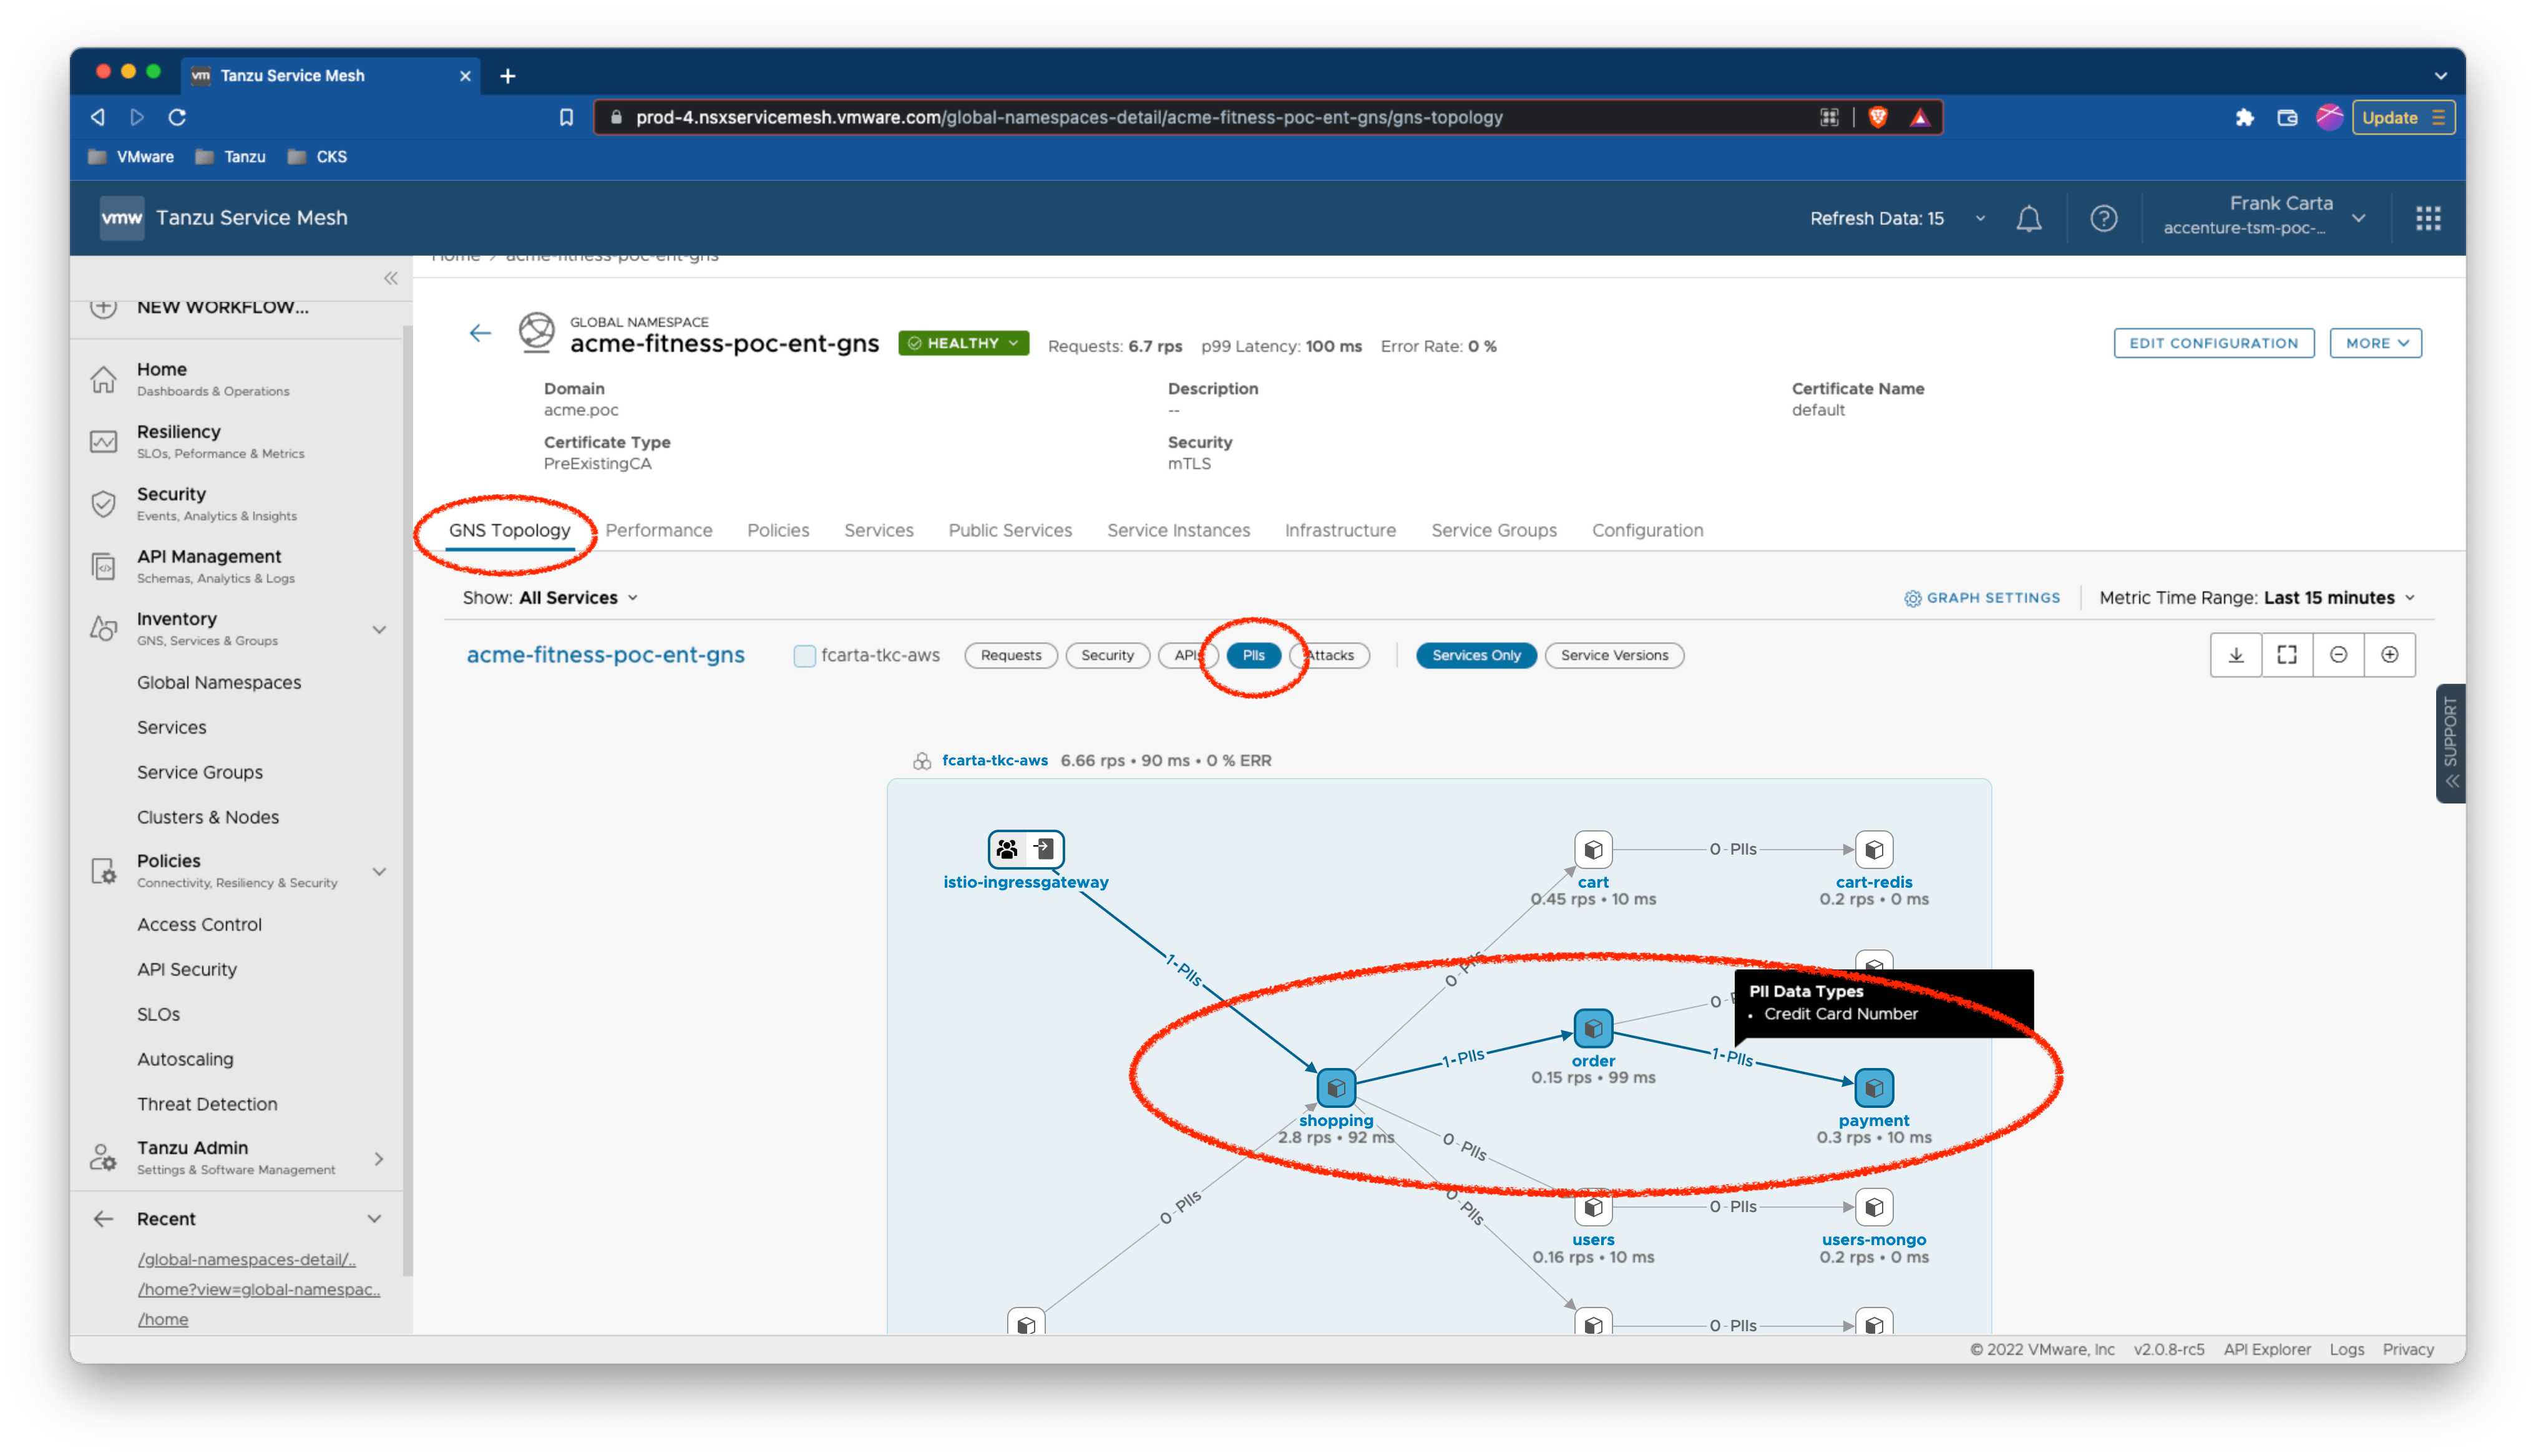 Tanzu Service Mesh
prod-4.nsxservicemesh.vmware.com/global-namespaces-detail/acme-fitness-poc-ent-gns/gns-topology
Update
VMware Tanzu CKS
vmw Tanzu Service Mesh
Refresh Data: 15
Frank Carta
accenture-tsm-poc-...
Home > acme-fitness-poc-ent-gns
NEW WORKFLOW...
Home
Dashboards & Operations
Resiliency
SLOs, Peformance & Metrics
Security
Events, Analytics & Insights
API Management
Schemas, Analytics & Logs
Inventory
GNS, Services & Groups
Global Namespaces
Services
Service Groups
Clusters & Nodes
Policies
Connectivity, Resiliency & Security
Access Control
API Security
SLOs
Autoscaling
Threat Detection
Tanzu Admin
Settings & Software Management
Recent
/global-namespaces-detail/..
/home?view=global-namespac..
/home
GLOBAL NAMESPACE
acme-fitness-poc-ent-gns
HEALTHY
Requests: 6.7 rps p99 Latency: 100 ms Error Rate: 0 %
EDIT CONFIGURATION
MORE
Domain
acme.poc
Description
--
Certificate Name
default
Certificate Type
PreExistingCA
Security
mTLS
GNS Topology Performance Policies Services Public Services Service Instances Infrastructure Service Groups Configuration
Show: All Services
GRAPH SETTINGS
Metric Time Range: Last 15 minutes
acme-fitness-poc-ent-gns
fcarta-tkc-aws
Requests Security APIs PIIs Attacks
Services Only Service Versions
SUPPORT
fcarta-tkc-aws 6.66 rps • 90 ms • 0 % ERR
istio-ingressgateway
cart
0.45 rps • 10 ms
0 - PIIs
cart-redis
0.2 rps • 0 ms
1-PIIs
0 - PIIs
PII Data Types
• Credit Card Number
0 -
order
0.15 rps • 99 ms
1-PIIs
1-PIIs
shopping
2.8 rps • 92 ms
payment
0.3 rps • 10 ms
0 - PIIs
0 - PIIs
0 - PIIs
users
0.16 rps • 10 ms
0 - PIIs
users-mongo
0.2 rps • 0 ms
0 - PIIs
© 2022 VMware, Inc v2.0.8-rc5 API Explorer Logs Privacy